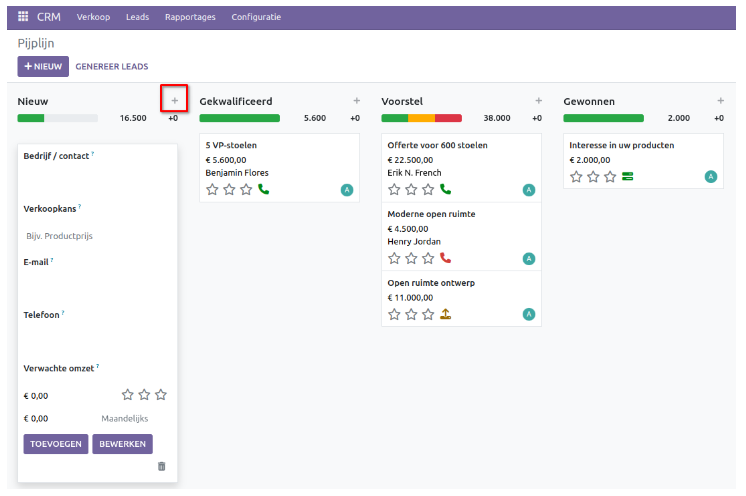 CRM Verkoop Leads Rapportages Configuratie
Pijplijn
+ NIEUW GENEREER LEADS
Nieuw +
16.500 +0
Bedrijf / contact ?
Verkoopkans ?
Bijv. Productprijs
E-mail ?
Telefoon ?
Verwachte omzet ?
€ 0,00
€ 0,00 Maandelijks
TOEVOEGEN BEWERKEN
Gekwalificeerd +
5.600 +0
5 VP-stoelen
€ 5.600,00
Benjamin Flores
A
Voorstel +
38.000 +0
Offerte voor 600 stoelen
€ 22.500,00
Erik N. French
A
Moderne open ruimte
€ 4.500,00
Henry Jordan
A
Open ruimte ontwerp
€ 11.000,00
A
Gewonnen +
2.000 +0
Interesse in uw producten
€ 2.000,00
A